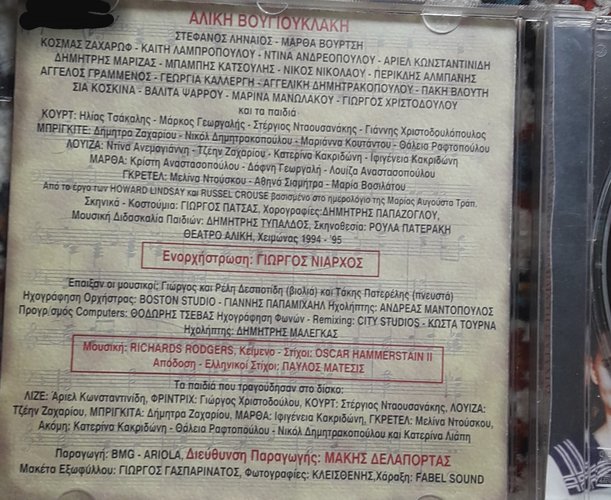 ΑΛΙΚΗ ΒΟΥΓΙΟΥΚΛΑΚΗ
ΣΤΕΦΑΝΟΣ ΛΗΝΑΙΟΣ - ΜΑΡΘΑ ΒΟΥΡΤΣΗ
ΚΟΣΜΑΣ ΖΑΧΑΡΩΦ - ΚΑΙΤΗ ΛΑΜΠΡΟΠΟΥΛΟΥ - ΝΤΙΝΑ ΑΝΔΡΕΟΠΟΥΛΟΥ - ΑΡΙΕΛ ΚΩΝΣΤΑΝΤΙΝΙΔΗ
ΔΗΜΗΤΡΗΣ ΜΑΡΙΖΑΣ - ΜΠΑΜΠΗΣ ΚΑΤΣΟΥΛΗΣ - ΝΙΚΟΣ ΝΙΚΟΛΑΟΥ - ΠΕΡΙΚΛΗΣ ΑΛΜΠΑΝΗΣ
ΑΓΓΕΛΟΣ ΓΡΑΜΜΕΝΟΣ - ΓΕΩΡΓΙΑ ΚΑΛΛΕΡΓΗ - ΑΓΓΕΛΙΚΗ ΔΗΜΗΤΡΑΚΟΠΟΥΛΟΥ - ΠΑΚΗ ΒΛΟΥΤΗ
ΣΙΑ ΚΟΣΚΙΝΑ - ΒΑΛΙΤΑ ΨΑΡΡΟΥ - ΜΑΡΙΝΑ ΜΑΝΩΛΑΚΟΥ - ΓΙΩΡΓΟΣ ΧΡΙΣΤΟΔΟΥΛΟΥ
και τα παιδιά
ΚΟΥΡΤ: Ηλίας Τσάκαλης - Μάρκος Γεωργαλής - Στέργιος Νταουσανάκης - Γιάννης Χριστοδουλόπουλος
ΜΠΡΙΓΚΙΤΕ: Δήμητρα Ζαχαρίου - Νικόλ Δημητρακοπούλου - Μαριάννα Κουτάντου - Θάλεια Ραφτοπούλου
ΛΟΥΙΖΑ: Ντίνα Ανεμογιάννη - Τζένη Ζαχαρίου - Κατερίνα Κακριδώνη - Ιφιγένεια Κακριδώνη
ΜΑΡΘΑ: Κρίστη Αναστασοπούλου - Δάφνη Γεωργαλή - Λουίζα Αναστασοπούλου
ΓΚΡΕΤΕΛ: Μελίνα Ντούσκου - Αθηνά Σιαμήτρα - Μαρία Βασιλάτου
Από το έργο των HOWARD LINDSAY και RUSSEL CROUSE βασισμένο στο ημερολόγιο της Μαρίας Αυγούστα Τραπ.
Σκηνικά - Κοστούμια: ΓΙΩΡΓΟΣ ΠΑΤΣΑΣ, Χορογραφίες:ΔΗΜΗΤΡΗΣ ΠΑΠΑΖΟΓΛΟΥ,
Μουσική Διδασκαλία Παιδιών: ΔΗΜΗΤΡΗΣ ΤΥΠΑΛΔΟΣ, Σκηνοθεσία: ΡΟΥΛΑ ΠΑΤΕΡΑΚΗ
ΘΕΑΤΡΟ ΑΛΙΚΗ, Χειμώνας 1994 - '95
Ενορχήστρωση: ΓΙΩΡΓΟΣ ΝΙΑΡΧΟΣ
Έπαιξαν οι μουσικοί: Γιώργος και Ρέλη Δεσποτίδη (βιολιά) και Τάκης Πατερέλης (πνευστά)
Ηχογράφηση Ορχήστρας: BOSTON STUDIO - ΓΙΑΝΝΗΣ ΠΑΠΑΜΙΧΑΗΛ Ηχολήπτης: ΑΝΔΡΕΑΣ ΜΑΝΤΟΠΟΥΛΟΣ
Προγρ/σμός Computers: ΘΟΔΩΡΗΣ ΤΣΕΒΑΣ Ηχογράφηση Φωνών - Remixing: CITY STUDIOS - ΚΩΣΤΑ ΤΟΥΡΝΑ
Ηχολήπτης: ΔΗΜΗΤΡΗΣ ΜΑΛΕΓΚΑΣ
Μουσική: RICHARDS RODGERS, Κείμενο - Στίχοι: OSCAR HAMMERSTAIN II
Απόδοση - Ελληνικοί Στίχοι: ΠΑΥΛΟΣ ΜΑΤΕΣΙΣ
Τα παιδιά που τραγούδησαν στο δίσκο:
ΛΙΖΕ: Άριελ Κωνσταντινίδη, ΦΡΙΝΤΡΙΧ: Γιώργος Χριστοδούλου, ΚΟΥΡΤ: Στέργιος Νταουσανάκης, ΛΟΥΙΖΑ:
Τζένη Ζαχαρίου, ΜΠΡΙΓΚΙΤΑ: Δήμητρα Ζαχαρίου, ΜΑΡΘΑ: Ιφιγένεια Κακριδώνη, ΓΚΡΕΤΕΛ: Μελίνα Ντούσκου,
Ακόμη: Κατερίνα Κακριδώνη - Θάλεια Ραφτοπούλου - Νικόλ Δημητρακοπούλου και Κατερίνα Λιάπη
Παραγωγή: BMG - ARIOLA, Διεύθυνση Παραγωγής: ΜΑΚΗΣ ΔΕΛΑΠΟΡΤΑΣ
Μακέτα Εξωφύλλου: ΓΙΩΡΓΟΣ ΓΑΣΠΑΡΙΝΑΤΟΣ, Φωτογραφίες: ΚΛΕΙΣΘΕΝΗΣ,Χάραξη: FABEL SOUND